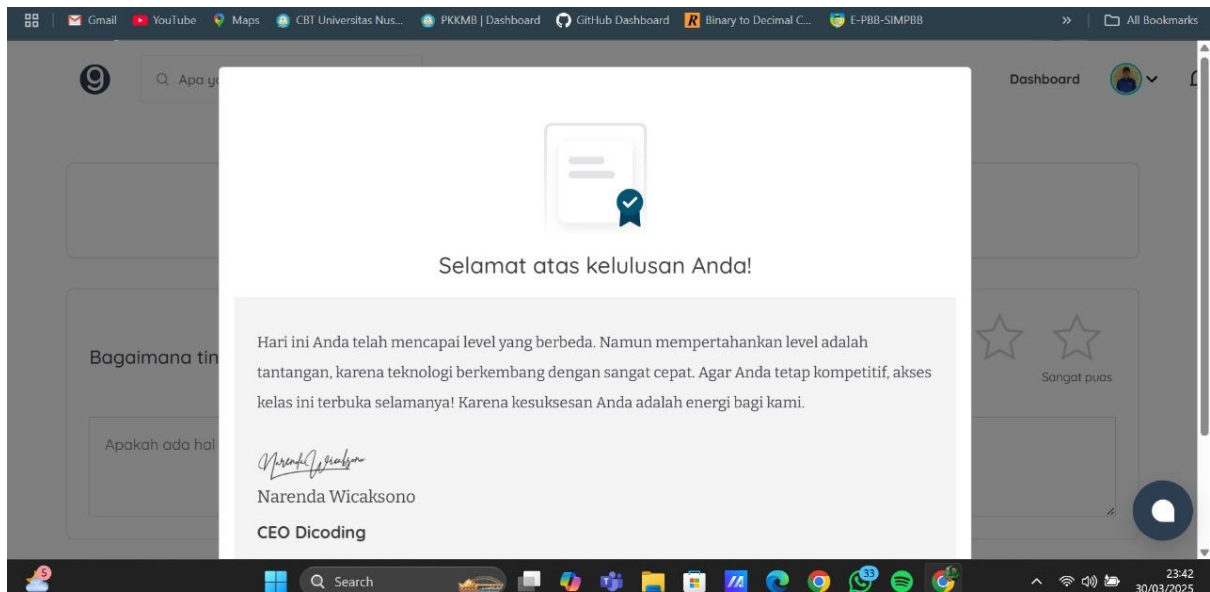 Gmail YouTube Maps CBT Universitas Nus... PKKMB | Dashboard GitHub Dashboard Binary to Decimal C... E-PBB-SIMPBB » All Bookmarks
9 Apa y Dashboard
Selamat atas kelulusan Anda!
Hari ini Anda telah mencapai level yang berbeda. Namun mempertahankan level adalah
tantangan, karena teknologi berkembang dengan sangat cepat. Agar Anda tetap kompetitif, akses
kelas ini terbuka selamanya! Karena kesuksesan Anda adalah energi bagi kami.
Bagaimana tin
Sangat puas
Apakah ada hal
Narenda Wicaksono
CEO Dicoding
5 Search 33 23:42
30/03/2025